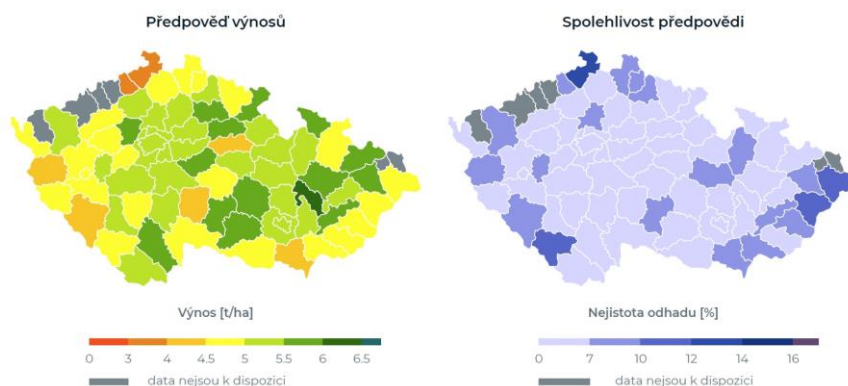 Předpověď výnosů
Spolehlivost předpovědi
Výnos [t/ha]
0 3 4 4.5 5 5.5 6 6.5
data nejsou k dispozici
Nejistota odhadu [%]
0 7 10 12 14 16
data nejsou k dispozici